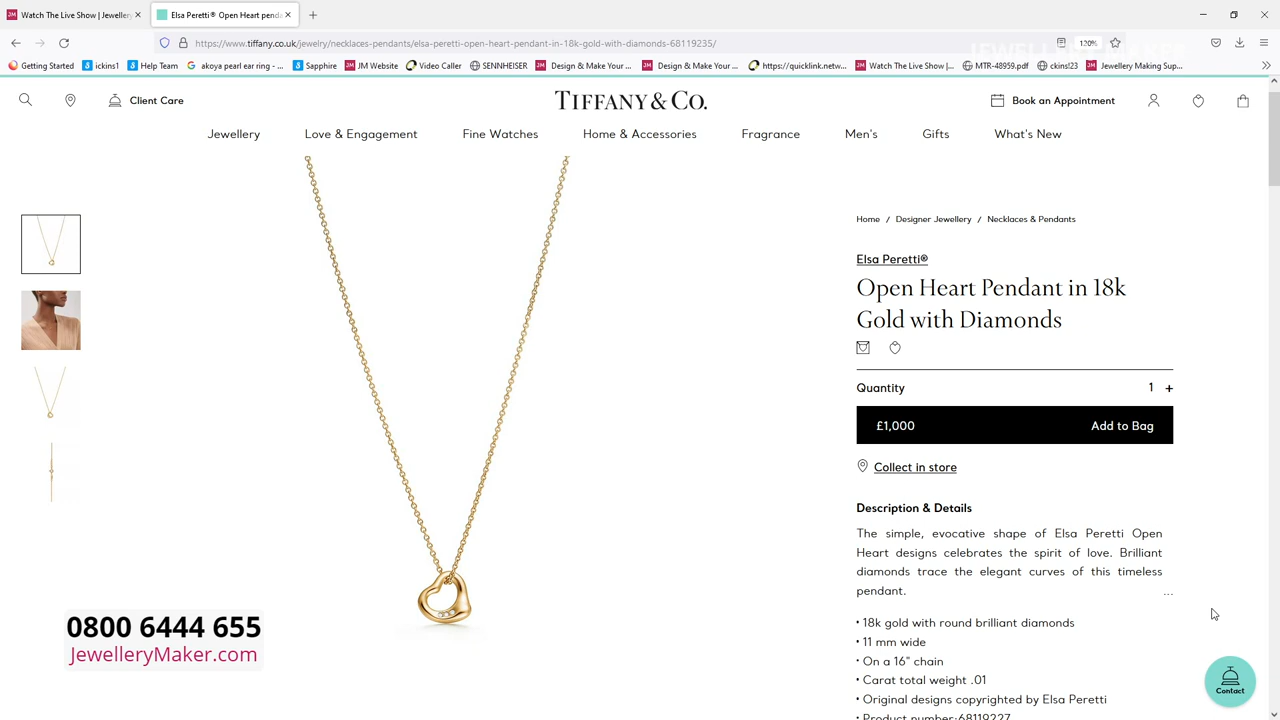 Watch The Live Show | Jeweller
Elsa Peretti® Open Heart pend
https://www.tiffany.co.uk/jewelry/necklaces-pendants/elsa-peretti-open-heart-pendant-in-18k-gold-with-diamonds-68119235/
120%
Getting Started
ickins1
Help Team
akoya pearl ear ring - ...
Sapphire
JM Website
Video Caller
SENNHEISER
Design & Make Your ...
Design & Make Your ...
https://quicklink.netw...
Watch The Live Show |...
MTR-48959.pdf
ckins!23
Jewellery Making Sup...
Client Care
TIFFANY & CO.
Book an Appointment
Jewellery
Love & Engagement
Fine Watches
Home & Accessories
Fragrance
Men's
Gifts
What's New
Home / Designer Jewellery / Necklaces & Pendants
Elsa Peretti®
Open Heart Pendant in 18k
Gold with Diamonds
Quantity 1 +
£1,000 Add to Bag
Collect in store
Description & Details
The simple, evocative shape of Elsa Peretti Open
Heart designs celebrates the spirit of love. Brilliant
diamonds trace the elegant curves of this timeless
pendant. ...
• 18k gold with round brilliant diamonds
• 11 mm wide
• On a 16" chain
• Carat total weight .01
• Original designs copyrighted by Elsa Peretti
• Product number:68119227
0800 6444 655
JewelleryMaker.com
Contact